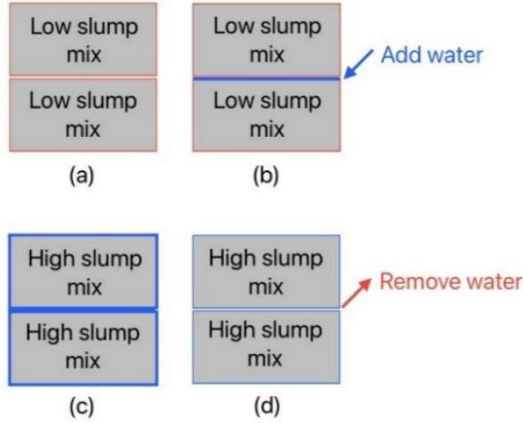 Low slump
mix
Low slump
mix
Add water
Low slump
mix
Low slump
mix
(a)
(b)
High slump
mix
High slump
mix
Remove water
High slump
mix
High slump
mix
(c)
(d)